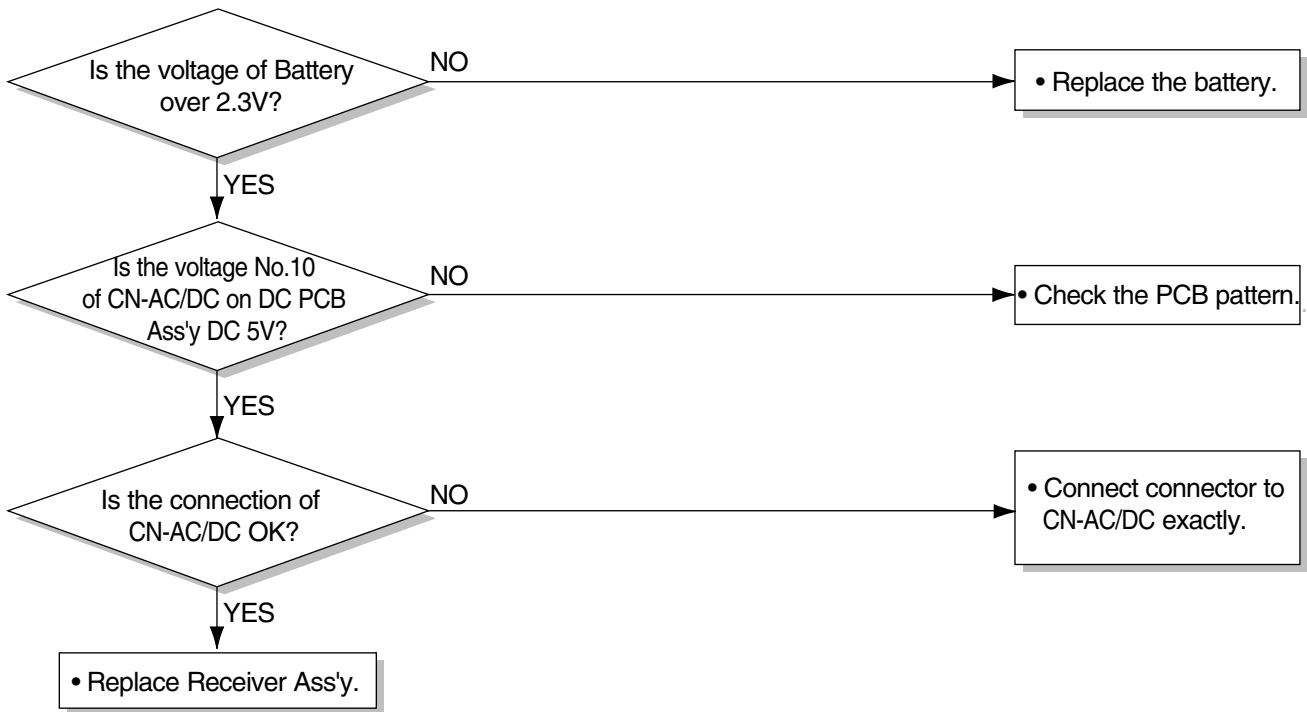 Is the voltage of Battery
over 2.3V?
NO
• Replace the battery.
YES
Is the voltage No.10
of CN-AC/DC on DC PCB
Ass'y DC 5V?
NO
• Check the PCB pattern.
YES
Is the connection of
CN-AC/DC OK?
NO
• Connect connector to
CN-AC/DC exactly.
YES
• Replace Receiver Ass'y.